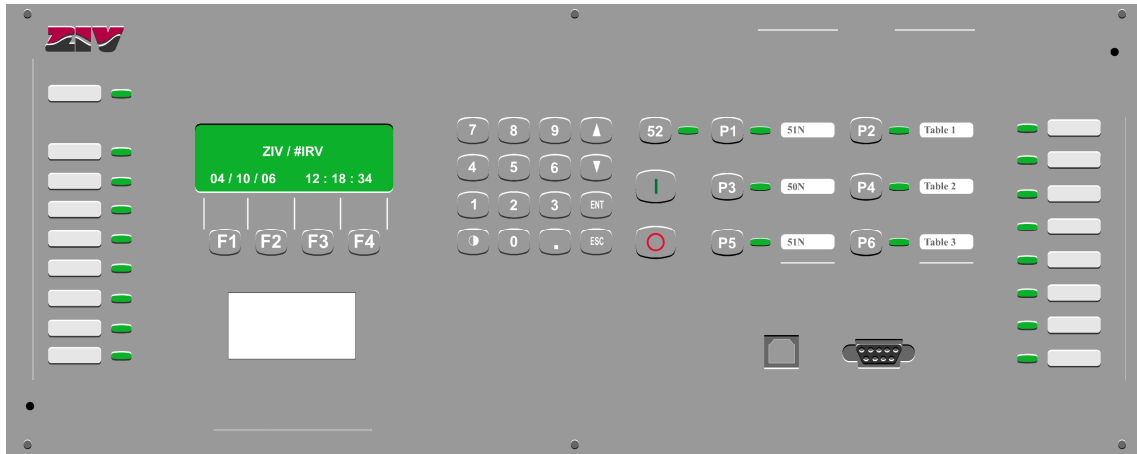 ZIV
7 8 9
52 P1 51N P2 Table 1
ZIV / #IRV
04 / 10 / 06 12 : 18 : 34
4 5 6
P3 50N P4 Table 2
1 2 3 ENT
F1 F2 F3 F4
0 . ESC
P5 51N P6 Table 3